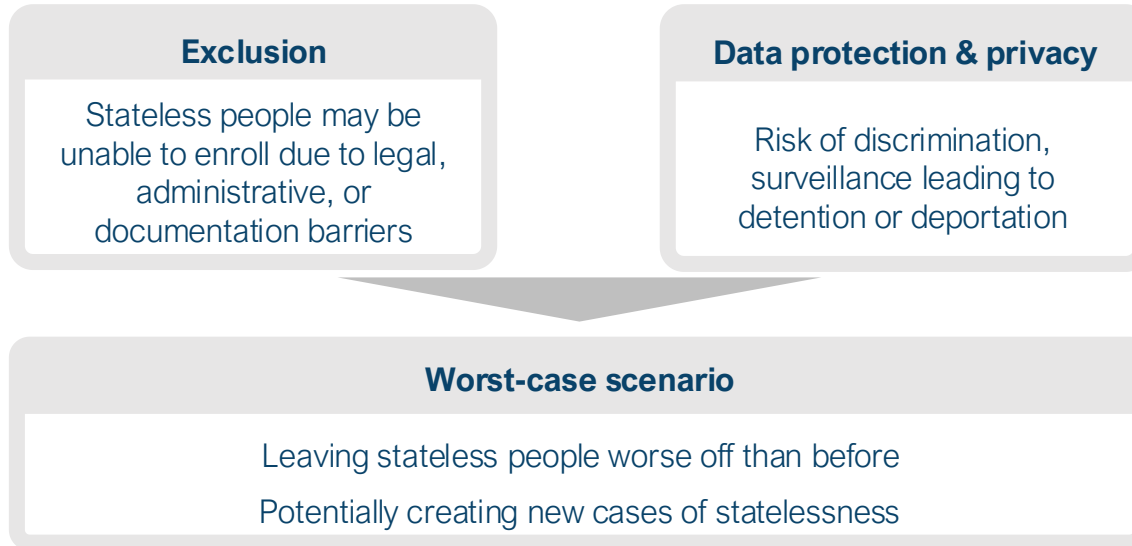 Exclusion
Stateless people may be
unable to enroll due to legal,
administrative, or
documentation barriers
Data protection & privacy
Risk of discrimination,
surveillance leading to
detention or deportation
Worst-case scenario
Leaving stateless people worse off than before
Potentially creating new cases of statelessness